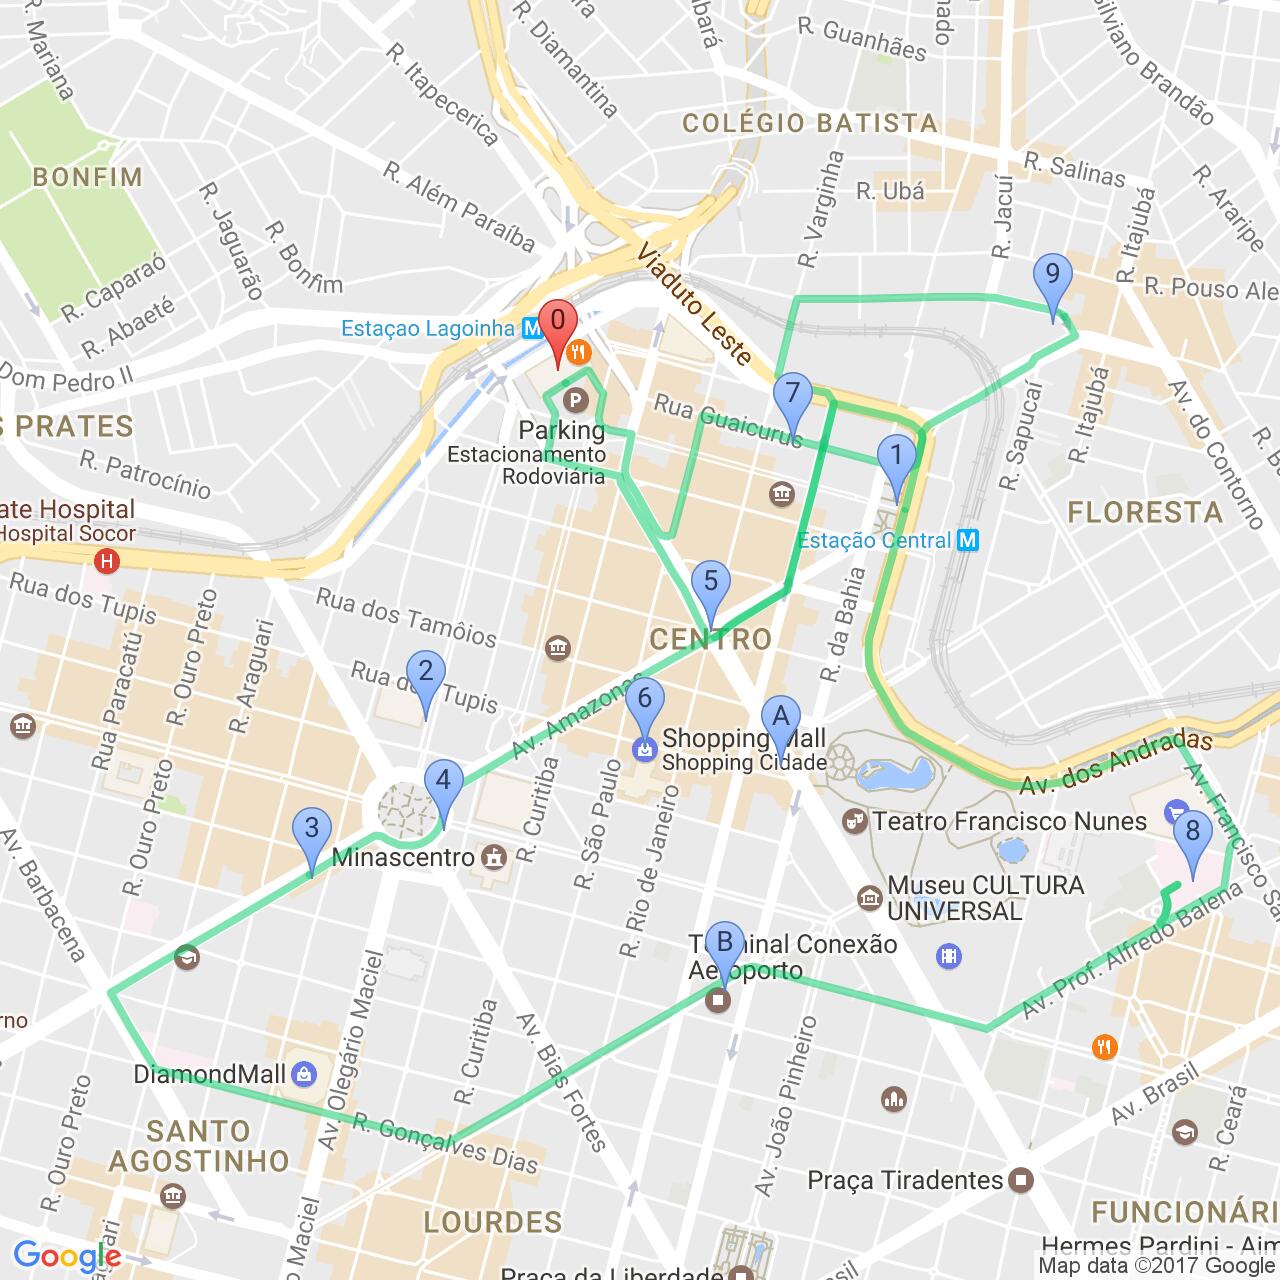 R. Mariana
R. Diamantina
R. Itapecerica
R. Guanhães
Silviano Brandão
COLÉGIO BATISTA
BONFIM
R. Além Paraíba
R. Salinas
R. Ubá
R. Varginha
R. Jacuí
R. Araripe
R. Itajubá
R. Jaguarão
R. Bonfim
R. Caparaó
R. Abaeté
Viaduto Leste
9
R. Pouso Ale
Estaçao Lagoinha
M
0
Dom Pedro II
7
Rua Guaicurus
R. Sapucaí
R. Itajubá
Av. do Contorno
S PRATES
P
Parking
Estacionamento
Rodoviária
R. Patrocínio
1
ate Hospital
Hospital Socor
H
FLORESTA
Estação Central
M
Rua dos Tupis
Rua dos Tamôios
5
CENTRO
R. da Bahia
R. Ouro Preto
R. Araguari
Rua Paracatú
2
Rua dos Tupis
6
Av. Amazonas
A
Shopping Mall
Shopping Cidade
Av. dos Andradas
4
R. Curitiba
R. São Paulo
R. Rio de Janeiro
Teatro Francisco Nunes
Av. Francisco Sa
8
3
Minascentro
R. Ouro Preto
Av. Barbacena
Museu CULTURA
UNIVERSAL
B
Terminal Conexão
Aeroporto
Av. Prof. Alfredo Balena
Av. Olegário Maciel
R. Curitiba
Av. Bias Fortes
Av. João Pinheiro
rno
DiamondMall
R. Ouro Preto
R. Gonçalves Dias
SANTO
AGOSTINHO
Av. Brasil
R. Ceará
Praça Tiradentes
LOURDES
FUNCIONÁRI
Maciel
Google
Praça da Liberdade
Hermes Pardini - Aim
Map data ©2017 Google